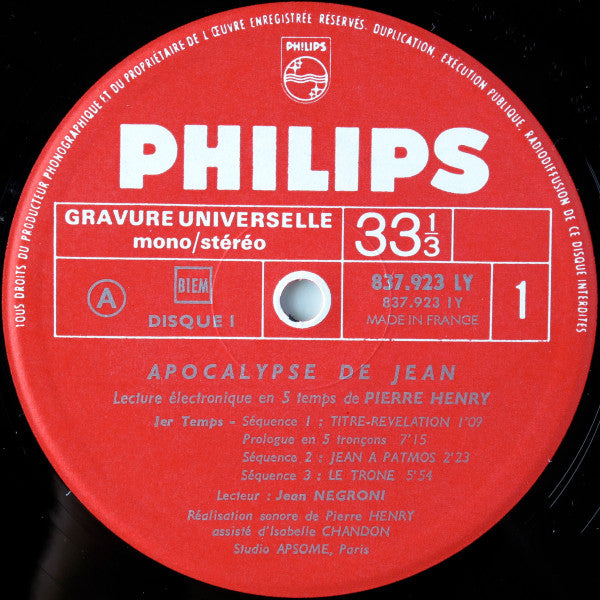 TOUS DROITS DU PRODUCTEUR PHONOGRAPHIQUE ET DU PROPRIÉTAIRE DE L'ŒUVRE ENREGISTRÉE RÉSERVÉS. DUPLICATION, EXÉCUTION PUBLIQUE, RADIODIFFUSION DE CE DISQUE INTERDITES
PHILIPS
PHILIPS
GRAVURE UNIVERSELLE
mono/stéréo
33 1/3
A
BIEM
DISQUE I
837.923 LY
837.923 1Y
MADE IN FRANCE
1
APOCALYPSE DE JEAN
Lecture électronique en 5 temps de PIERRE HENRY
1er Temps - Séquence 1 : TITRE-REVELATION 1'09
Prologue en 5 tronçons 7'15
Séquence 2 : JEAN A PATMOS 2'23
Séquence 3 : LE TRONE 5'54
Lecteur : Jean NEGRONI
Réalisation sonore de Pierre HENRY
assisté d'Isabelle CHANDON
Studio APSOME, Paris